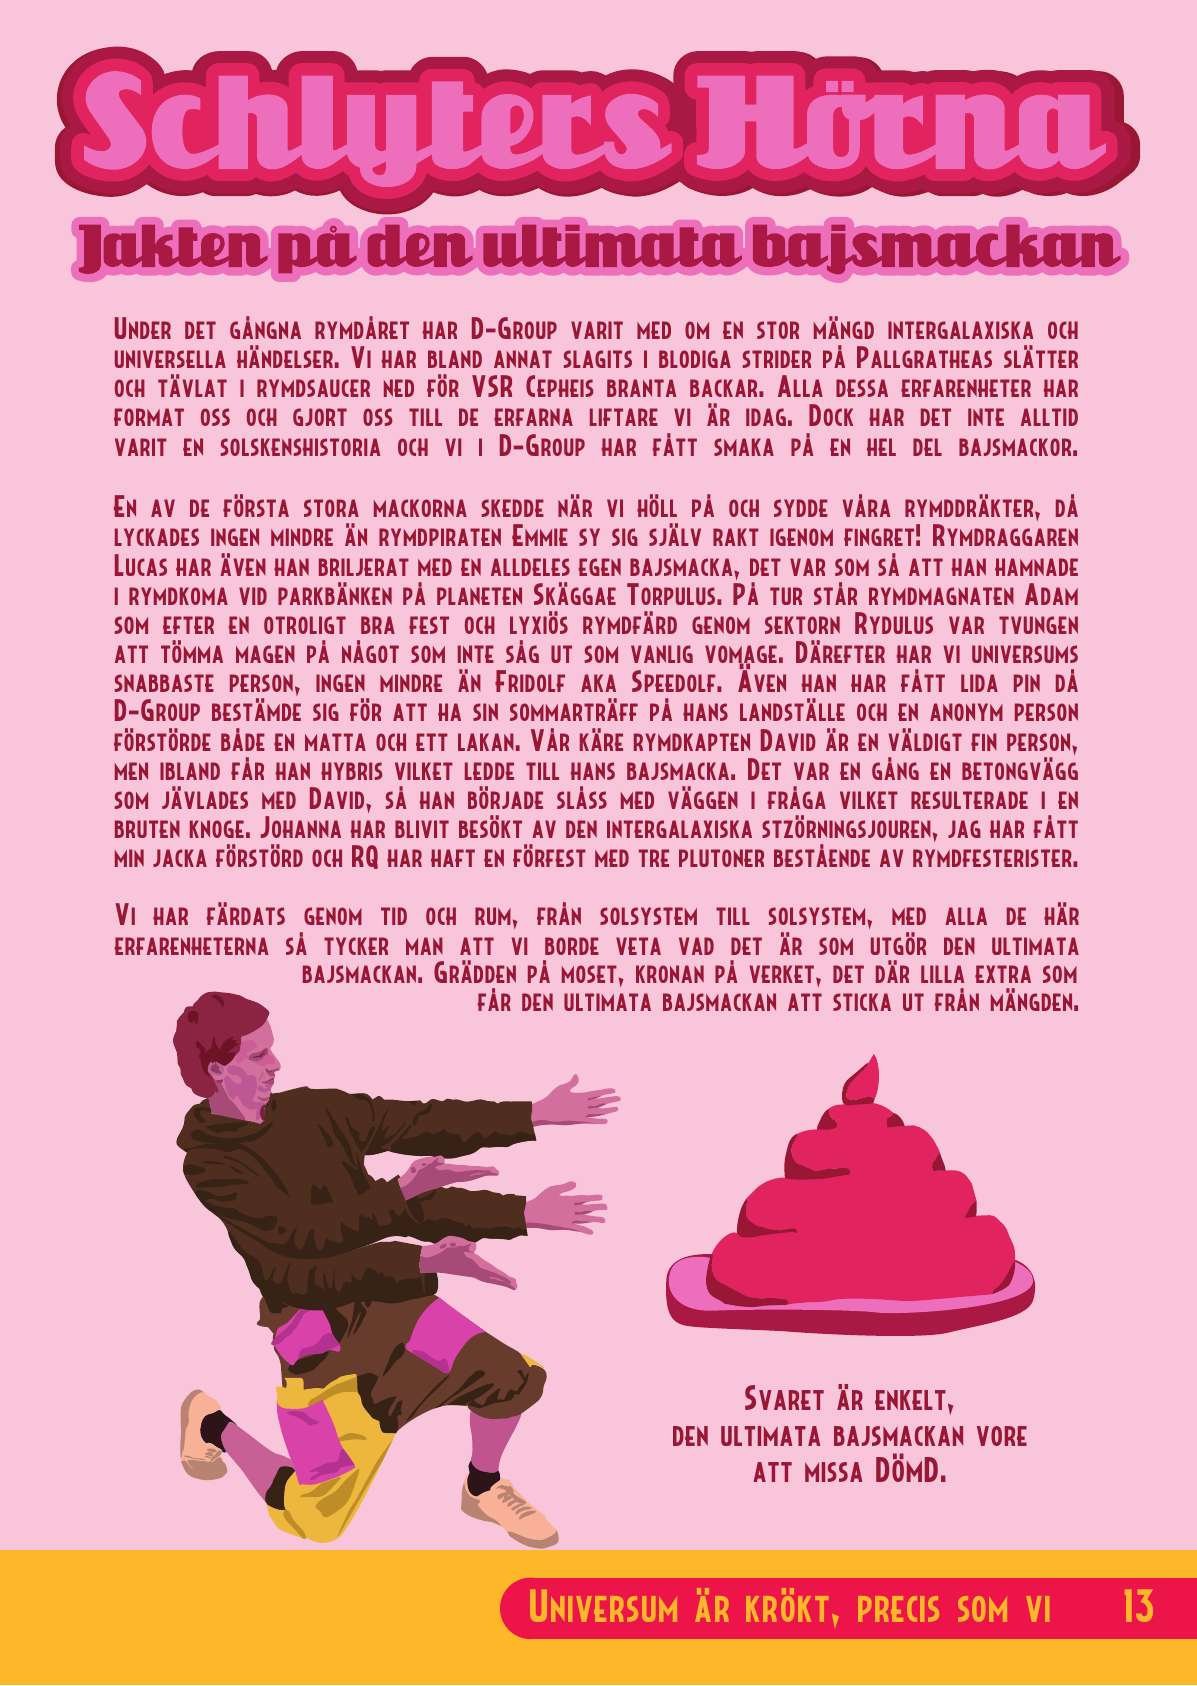 Schlyters Hörna
Jakten på den ultimata bajsmackan
Under det gångna rymdåret har D-Group varit med om en stor mängd intergalaxiska och
universella händelser. Vi har bland annat slagits i blodiga strider på Pallgratheas slätter
och tävlat i rymdsaucer ned för VSR Cepheis branta backar. Alla dessa erfarenheter har
format oss och gjort oss till de erfarna liftare vi är idag. Dock har det inte alltid
varit en solskenshistoria och vi i D-Group har fått smaka på en hel del bajsmackor.
En av de första stora mackorna skedde när vi höll på och sydde våra rymddräkter, då
lyckades ingen mindre än rymdpiraten Emmie sy sig själv rakt igenom fingret! Rymdraggaren
Lucas har även han briljerat med en alldeles egen bajsmacka, det var som så att han hamnade
i rymdkoma vid parkbänken på planeten Skäggae Torpulus. På tur står rymdmagnaten Adam
som efter en otroligt bra fest och lyxiös rymdfärd genom sektorn Rydulus var tvungen
att tömma magen på något som inte såg ut som vanlig vomage. Därefter har vi universums
snabbaste person, ingen mindre än Fridolf aka Speedolf. Även han har fått lida pin då
D-Group bestämde sig för att ha sin sommarträff på hans landställe och en anonym person
förstörde både en matta och ett lakan. Vår käre rymdkapten David är en väldigt fin person,
men ibland får han hybris vilket ledde till hans bajsmacka. Det var en gång en betongvägg
som jävlades med David, så han började slåss med väggen i fråga vilket resulterade i en
bruten knoge. Johanna har blivit besökt av den intergalaxiska stzörningsjouren, jag har fått
min jacka förstörd och RQ har haft en förfest med tre plutoner bestående av rymdfesterister.
Vi har färdats genom tid och rum, från solsystem till solsystem, med alla de här
erfarenheterna så tycker man att vi borde veta vad det är som utgör den ultimata
bajsmackan. Grädden på moset, kronan på verket, det där lilla extra som
får den ultimata bajsmackan att sticka ut från mängden.
Svaret är enkelt,
den ultimata bajsmackan vore
att missa DÖMD.
Universum är krökt, precis som vi 13